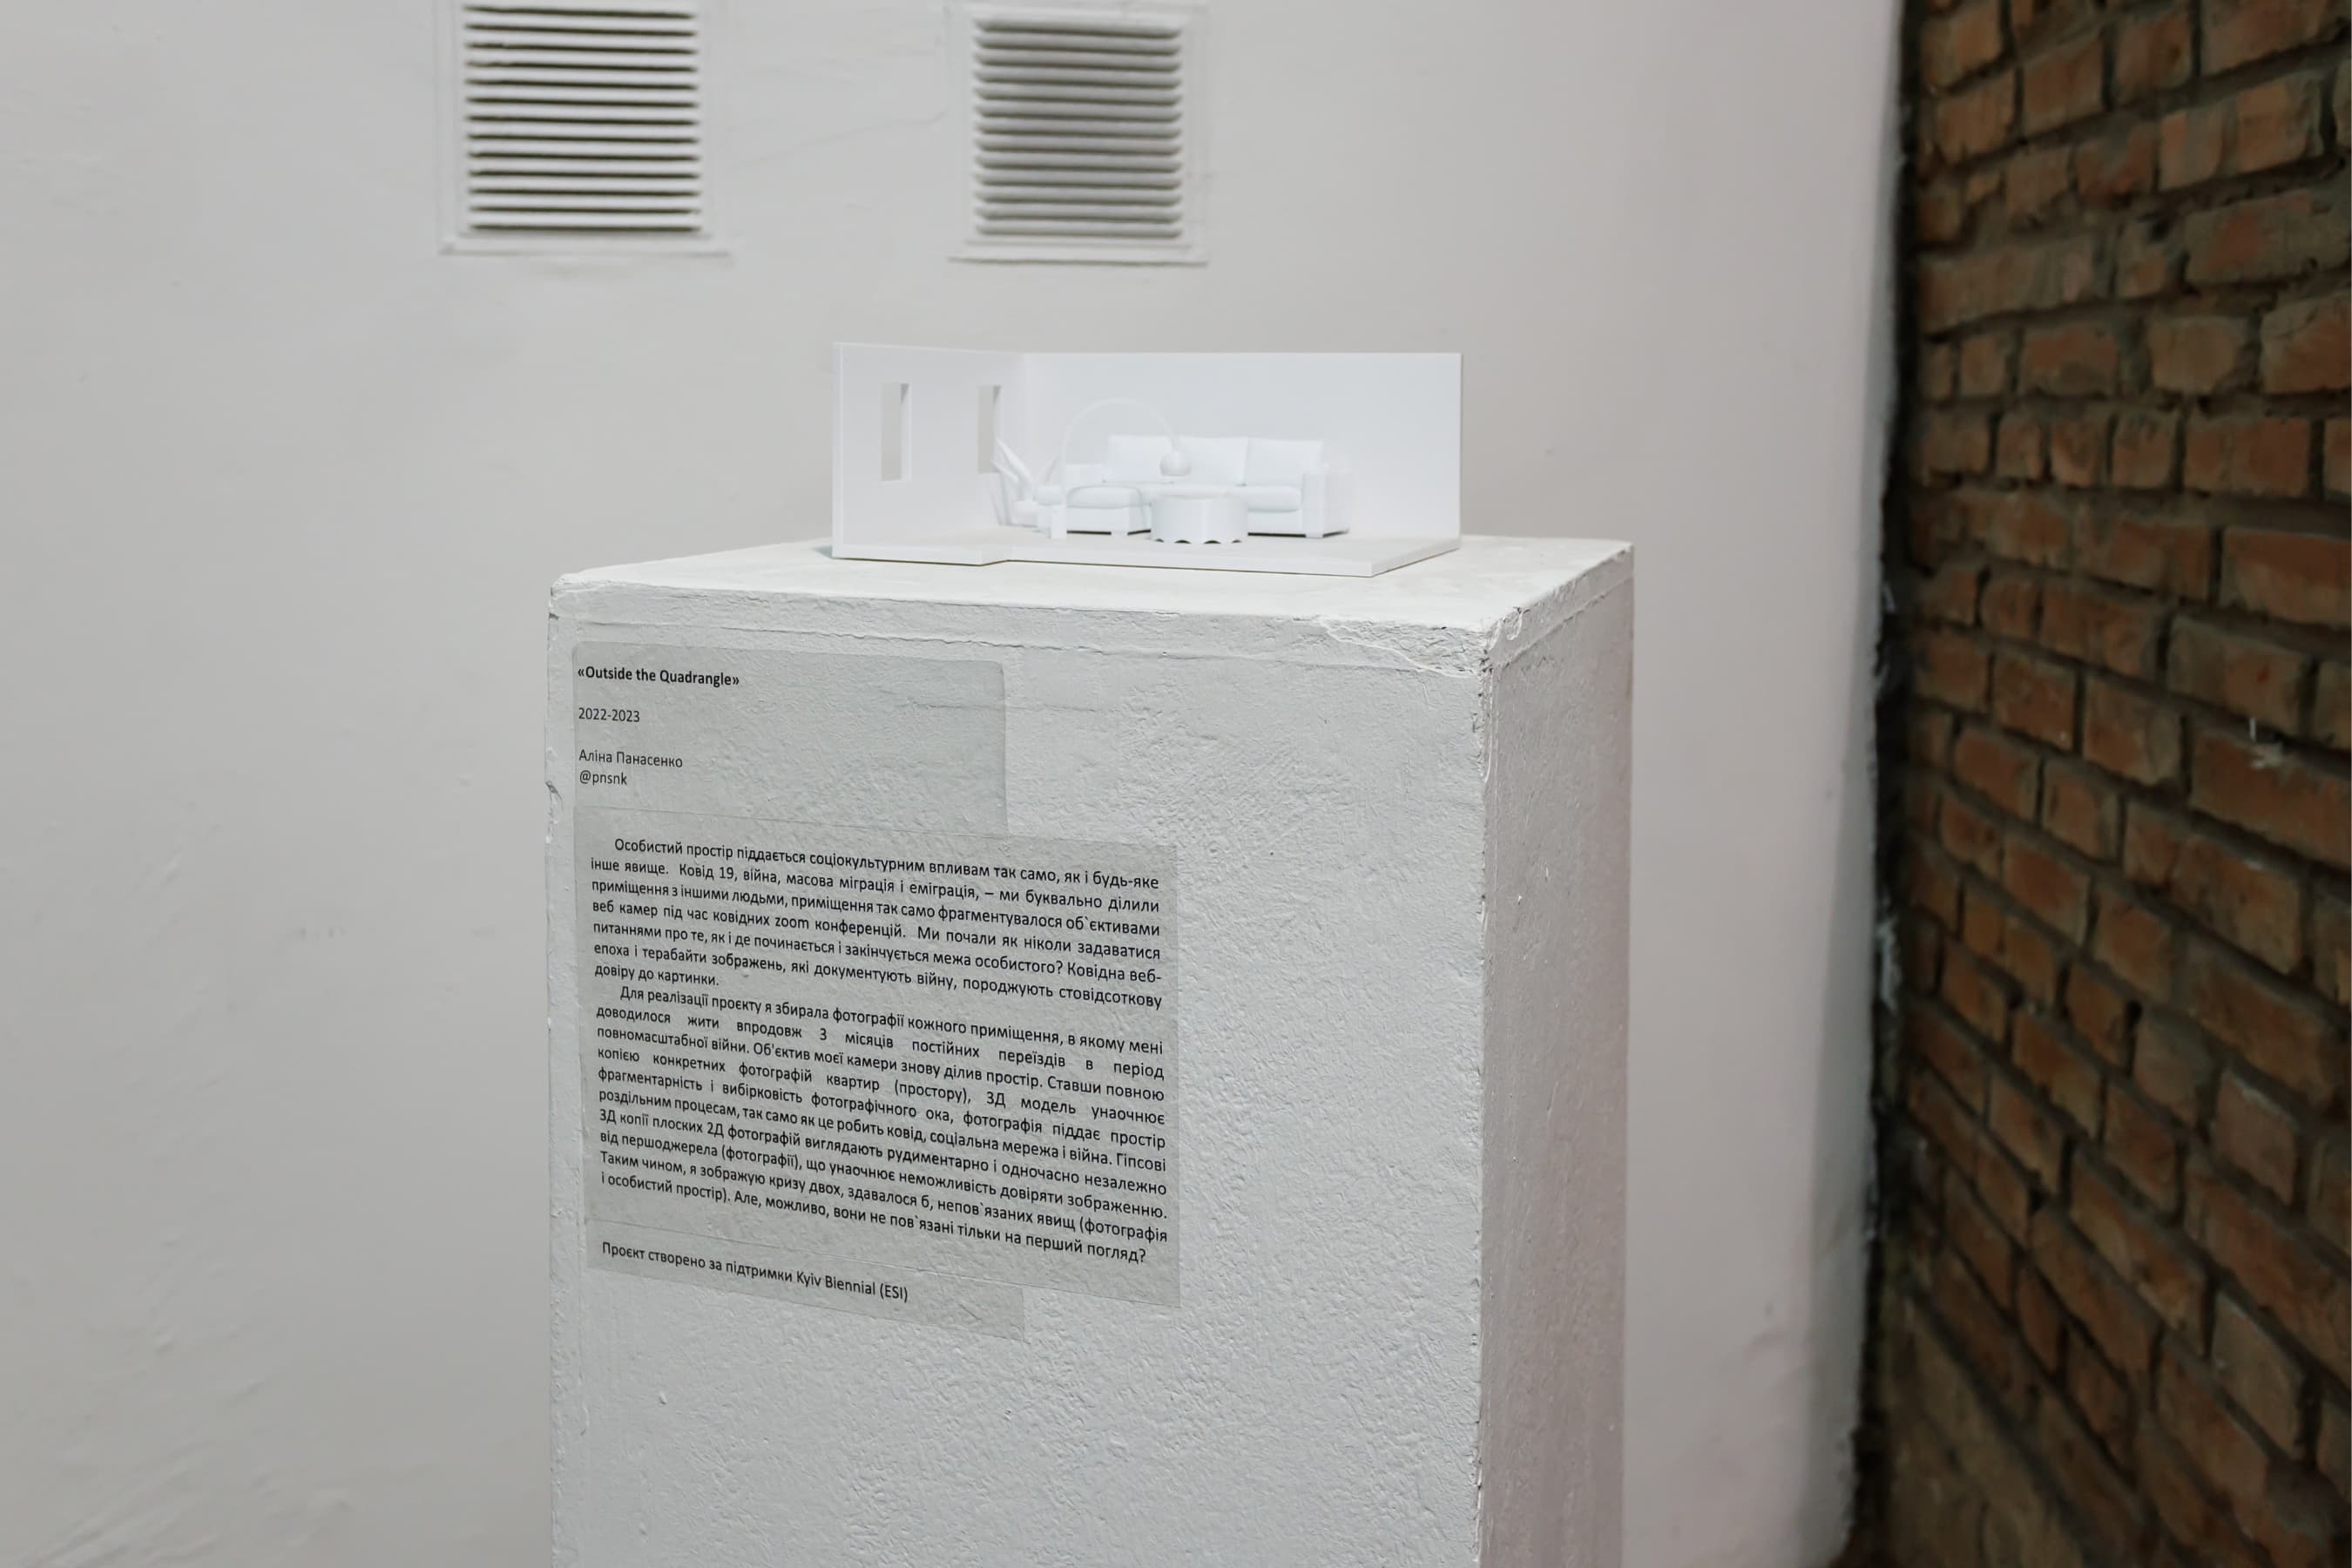 «Outside the Quadrangle»
2022-2023
Аліна Панасенко
@pnsnk
Особистий простір піддається соціокультурним впливам так само, як і будь-яке
інше явище. Ковід 19, війна, масова міграція і еміграція, – ми буквально ділили
приміщення з іншими людьми, приміщення так само фрагментувалося об`єктивами
веб камер під час ковідних zoom конференцій. Ми почали як ніколи задаватися
питаннями про те, як і де починається і закінчується межа особистого? Ковідна веб-
епоха і терабайти зображень, які документують війну, породжують стовідсоткову
довіру до картинки.
Для реалізації проєкту я збирала фотографії кожного приміщення, в якому мені
доводилося жити впродовж 3 місяців постійних переїздів в період
повномасштабної війни. Об'єктив моєї камери знову ділив простір. Ставши повною
копією конкретних фотографій квартир (простору), 3Д модель унаочнює
фрагментарність і вибірковість фотографічного ока, фотографія піддає простір
роздільним процесам, так само як це робить ковід, соціальна мережа і війна. Гіпсові
3Д копії плоских 2Д фотографій виглядають рудиментарно і одночасно незалежно
від першоджерела (фотографії), що унаочнює неможливість довіряти зображенню.
Таким чином, я зображую кризу двох, здавалося б, непов`язаних явищ (фотографія
і особистий простір). Але, можливо, вони не пов`язані тільки на перший погляд?
Проєкт створено за підтримки Kyiv Biennial (ESI)